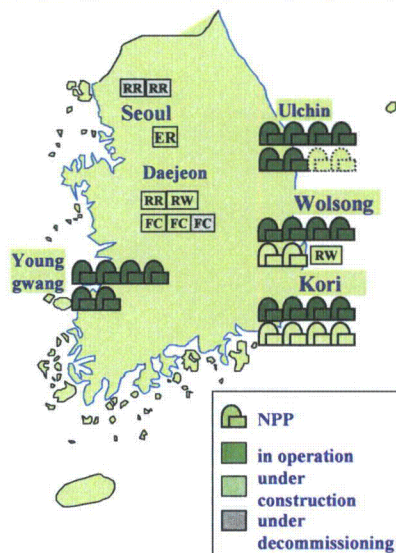 RR RR
Seoul
ER
Ulchin
Daejeon
RR RW
FC FC FC
Wolsong
RW
Young
gwang
Kori
NPP
in operation
under
construction
under
decommissioning